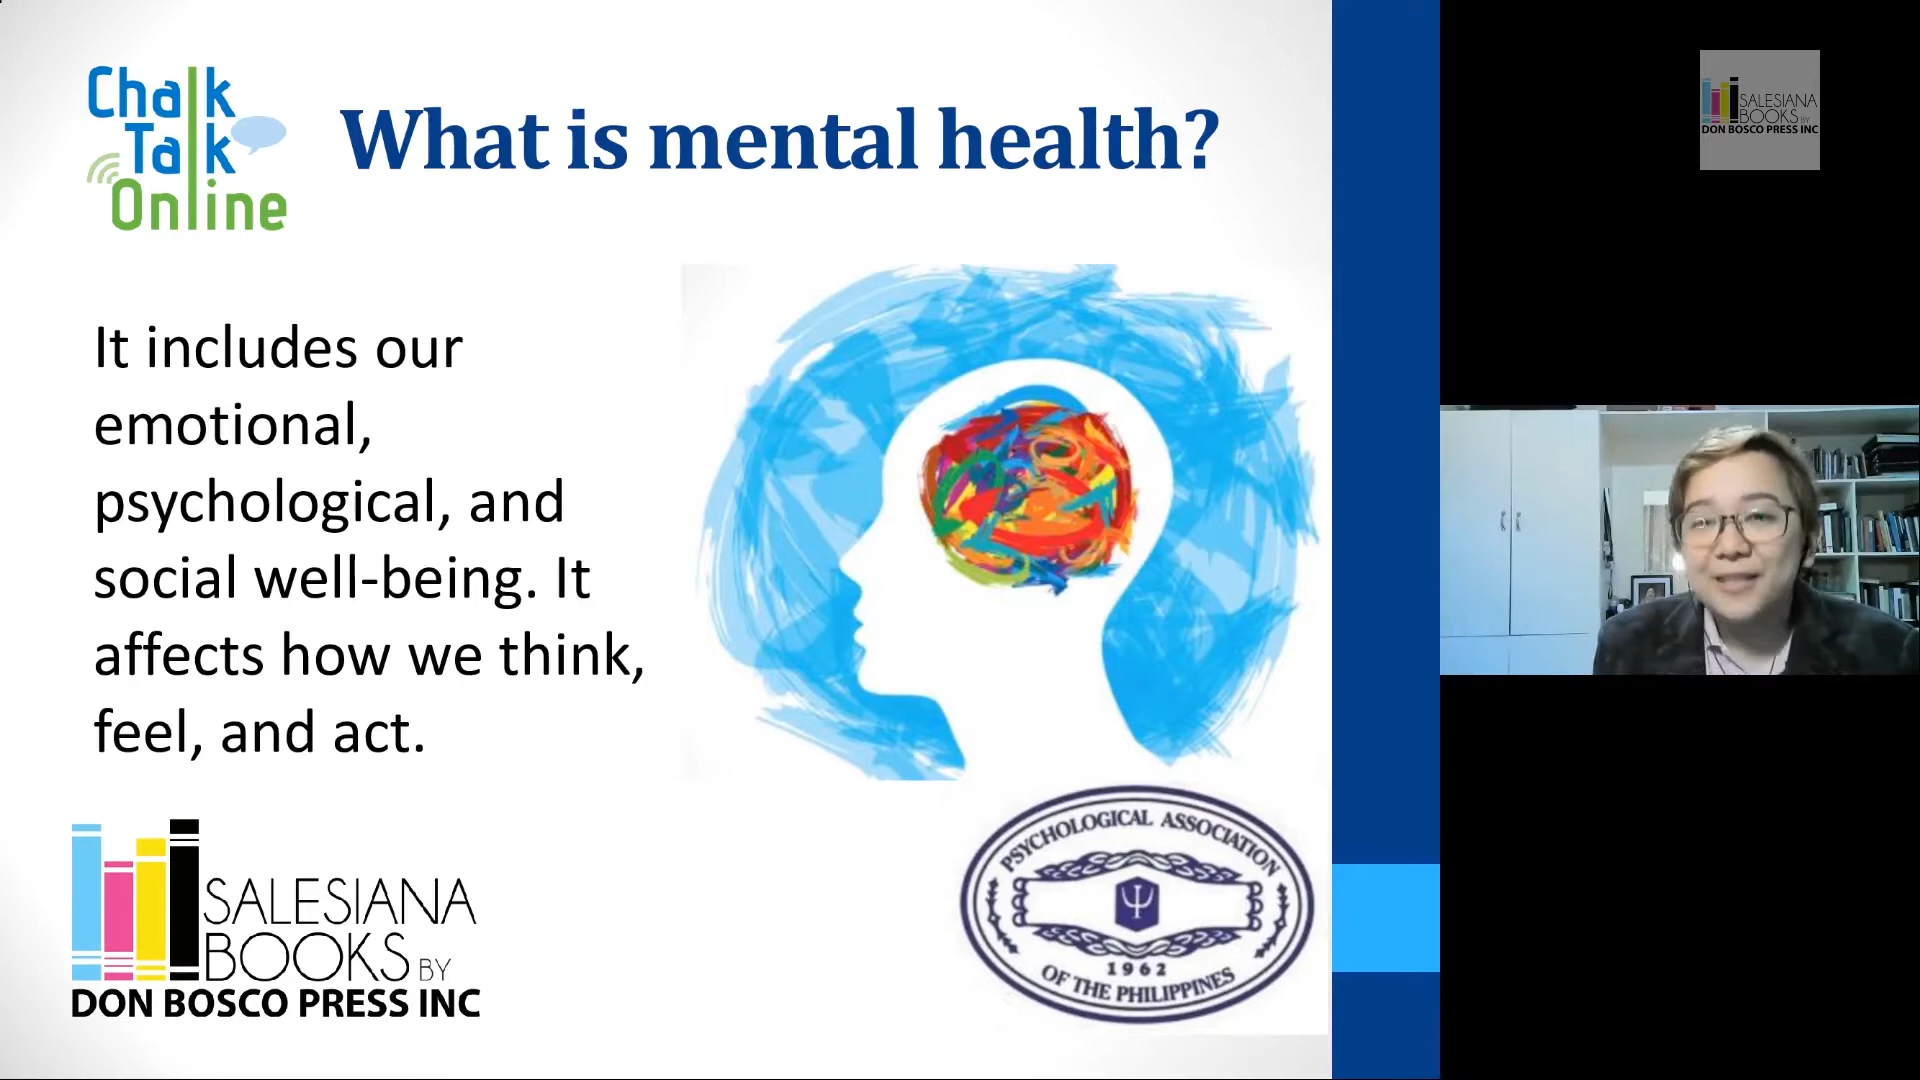 Chalk
Talk
Online
What is mental health?
It includes our
emotional,
psychological, and
social well-being. It
affects how we think,
feel, and act.
SALESIANA
BOOKS BY
DON BOSCO PRESS INC
PSYCHOLOGICAL ASSOCIATION
Ψ
1962
OF THE PHILIPPINES
SALESIANA
BOOKS BY
DON BOSCO PRESS INC